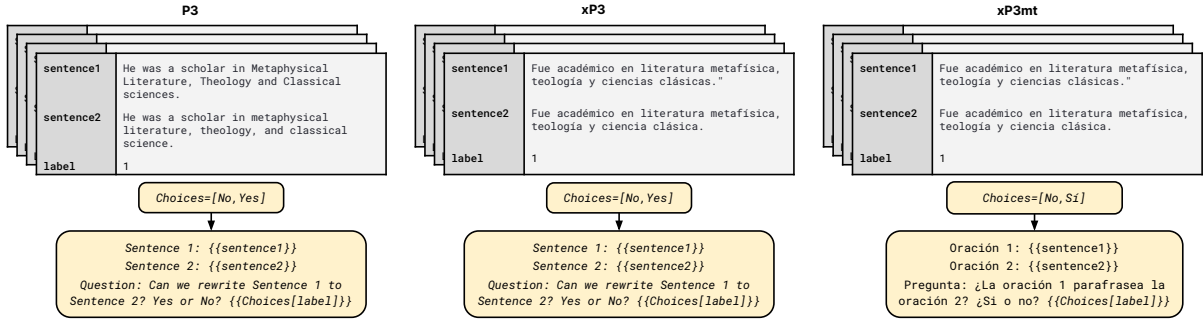 P3
sentence1
He was a scholar in Metaphysical
Literature, Theology and Classical
sciences.
sentence2
He was a scholar in metaphysical
literature, theology, and classical
science.
label
1
Choices=[No,Yes]
Sentence 1: {{sentence1}}
Sentence 2: {{sentence2}}
Question: Can we rewrite Sentence 1 to
Sentence 2? Yes or No? {{Choices[label]}}
xP3
sentence1
Fue académico en literatura metafísica,
teología y ciencias clásicas."
sentence2
Fue académico en literatura metafísica,
teología y ciencia clásica.
label
1
Choices=[No,Yes]
Sentence 1: {{sentence1}}
Sentence 2: {{sentence2}}
Question: Can we rewrite Sentence 1 to
Sentence 2? Yes or No? {{Choices[label]}}
xP3mt
sentence1
Fue académico en literatura metafísica,
teología y ciencias clásicas."
sentence2
Fue académico en literatura metafísica,
teología y ciencia clásica.
label
1
Choices=[No,Sí]
Oración 1: {{sentence1}}
Oración 2: {{sentence2}}
Pregunta: ¿La oración 1 parafrasea la
oración 2? ¿Si o no? {{Choices[label]}}